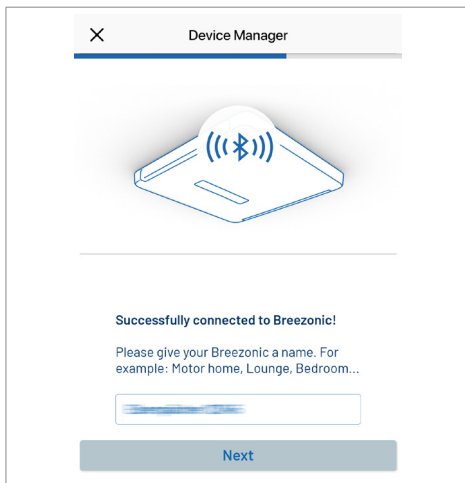 Device Manager
Successfully connected to Breezonic!
Please give your Breezonic a name. For
example: Motor home, Lounge, Bedroom...
Next